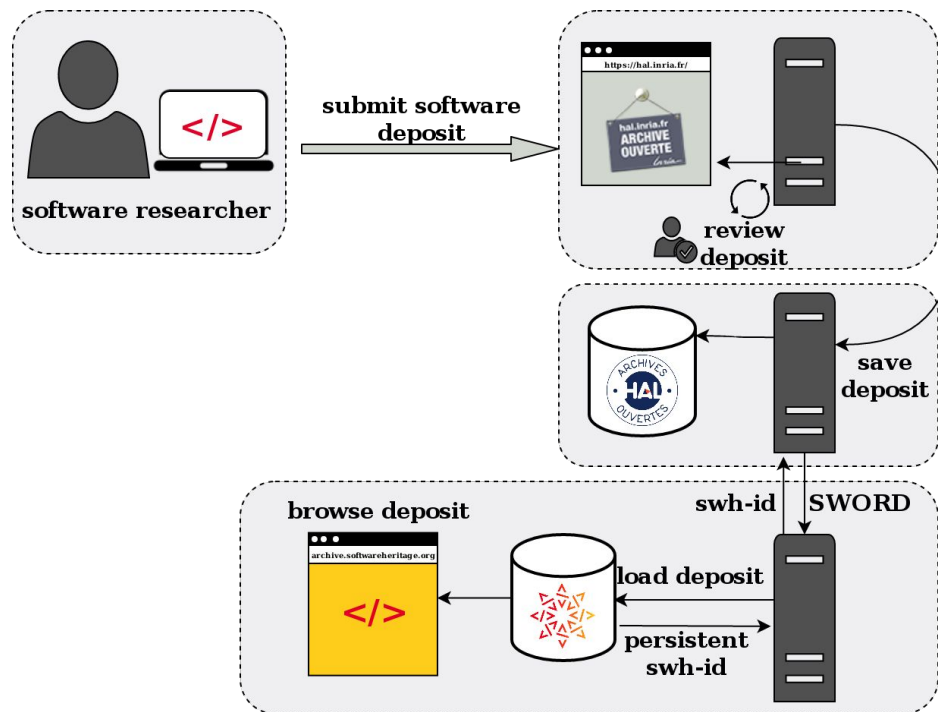 </>
software researcher
submit software
deposit
https://hal.inria.fr/
hal.inria.fr
ARCHIVE
OUVERTE
Inria
review
deposit
save
deposit
ARCHIVES
HAL
OUVERTES
swh-id
SWORD
browse deposit
archive.softwareheritage.org
</>
load deposit
persistent
swh-id